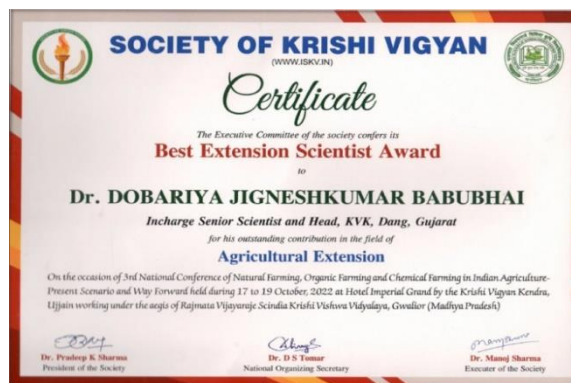 SOCIETY OF KRISHI VIGYAN
(WWW.ISKV.IN)
Certificate
The Executive Committee of the society confers its
Best Extension Scientist Award
to
Dr. DOBARIYA JIGNESHKUMAR BABUBHAI
Incharge Senior Scientist and Head, KVK, Dang, Gujarat
for his outstanding contribution in the field of
Agricultural Extension
On the occasion of 3rd National Conference of Natural Farming, Organic Farming and Chemical Farming in Indian Agriculture-
Present Scenario and Way Forward held during 17 to 19 October, 2022 at Hotel Imperial Grand by the Krishi Vigyan Kendra,
Ujjain working under the aegis of Rajmata Vijayaraje Scindia Krishi Vishwa Vidyalaya, Gwalior (Madhya Pradesh)
Dr. Pradeep K Sharma
President of the Society
Dr. D S Tomar
National Organizing Secretary
Dr. Manoj Sharma
Executer of the Society